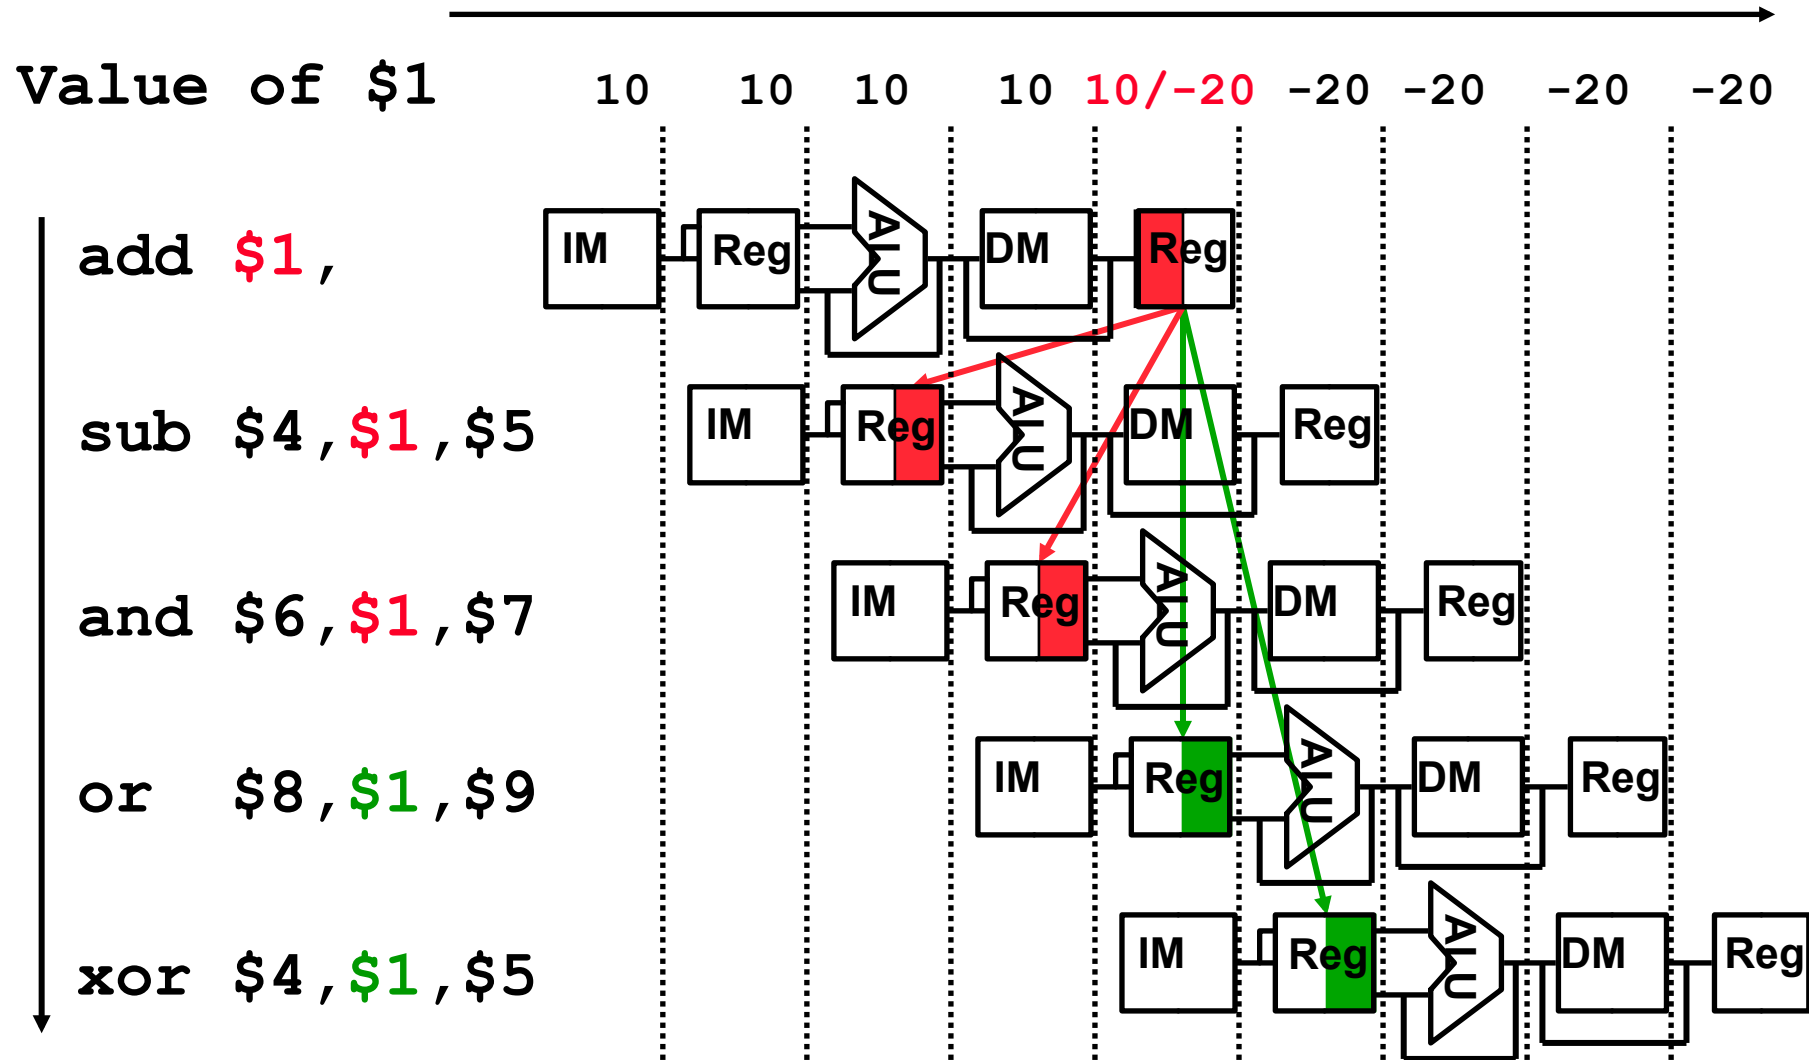 Value of $1 10 10 10 10 10/-20 -20 -20 -20 -20
add $1, IM Reg ALU DM Reg
sub $4,$1,$5 IM Reg ALU DM Reg
and $6,$1,$7 IM Reg ALU DM Reg
or $8,$1,$9 IM Reg ALU DM Reg
xor $4,$1,$5 IM Reg ALU DM Reg